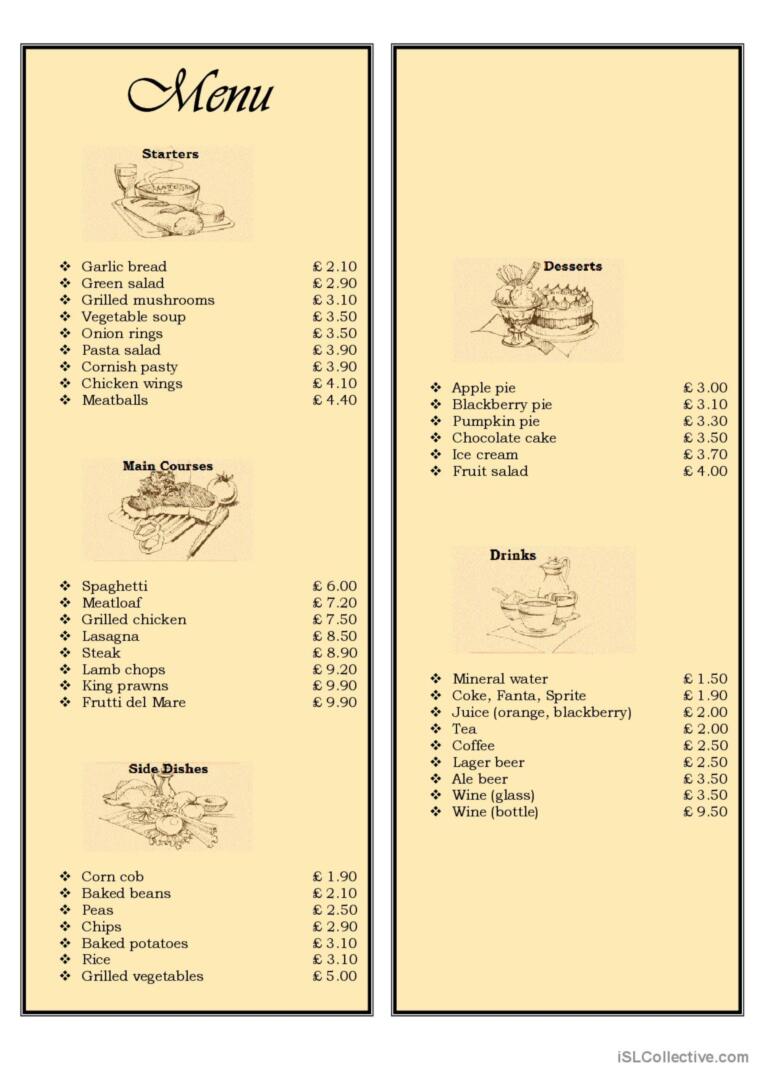 Menu
Starters
❖ Garlic bread £ 2.10
❖ Green salad £ 2.90
❖ Grilled mushrooms £ 3.10
❖ Vegetable soup £ 3.50
❖ Onion rings £ 3.50
❖ Pasta salad £ 3.90
❖ Cornish pasty £ 3.90
❖ Chicken wings £ 4.10
❖ Meatballs £ 4.40
Main Courses
❖ Spaghetti £ 6.00
❖ Meatloaf £ 7.20
❖ Grilled chicken £ 7.50
❖ Lasagna £ 8.50
❖ Steak £ 8.90
❖ Lamb chops £ 9.20
❖ King prawns £ 9.90
❖ Frutti del Mare £ 9.90
Side Dishes
❖ Corn cob £ 1.90
❖ Baked beans £ 2.10
❖ Peas £ 2.50
❖ Chips £ 2.90
❖ Baked potatoes £ 3.10
❖ Rice £ 3.10
❖ Grilled vegetables £ 5.00
Desserts
❖ Apple pie £ 3.00
❖ Blackberry pie £ 3.10
❖ Pumpkin pie £ 3.30
❖ Chocolate cake £ 3.50
❖ Ice cream £ 3.70
❖ Fruit salad £ 4.00
Drinks
❖ Mineral water £ 1.50
❖ Coke, Fanta, Sprite £ 1.90
❖ Juice (orange, blackberry) £ 2.00
❖ Tea £ 2.00
❖ Coffee £ 2.50
❖ Lager beer £ 2.50
❖ Ale beer £ 3.50
❖ Wine (glass) £ 3.50
❖ Wine (bottle) £ 9.50
iSLCollective.com